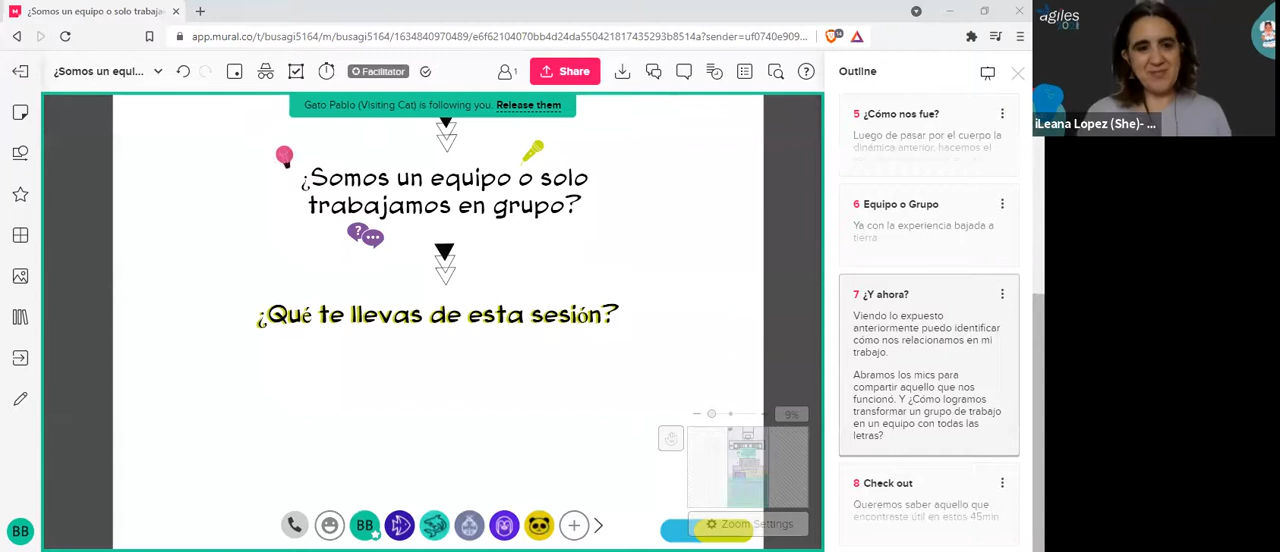 ¿Somos un equipo o solo trabaja
app.mural.co/t/busagi5164/m/busagi5164/1634840970489/e6f62104070bb4d24da550421817435293b8514a?sender=uf0740e909...
¿Somos un equi...
Facilitator
1
Share
Outline
Gato Pablo (Visiting Cat) is following you. Release them
¿Somos un equipo o solo
trabajamos en grupo?
¿Qué te llevas de esta sesión?
9%
Zoom Settings
BB
BB
5 ¿Cómo nos fue?
Luego de pasar por el cuerpo la
dinámica anterior, hacemos el
6 Equipo o Grupo
Ya con la experiencia bajada a
tierra
7 ¿Y ahora?
Viendo lo expuesto
anteriormente puedo identificar
cómo nos relacionamos en mi
trabajo.
Abramos los mics para
compartir aquello que nos
funcionó. Y ¿Cómo logramos
transformar un grupo de trabajo
en un equipo con todas las
letras?
8 Check out
Queremos saber aquello que
encontraste útil en estos 45min
agiles
iLeana Lopez (She)- ...